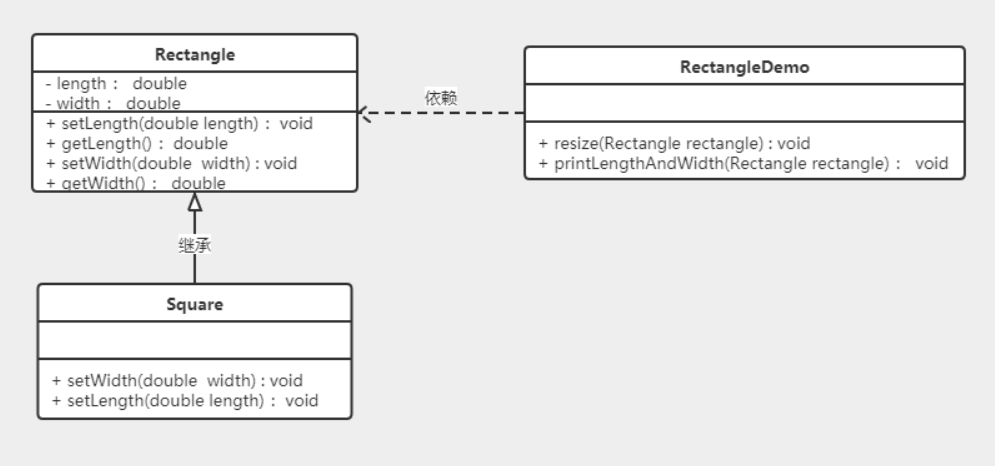 Rectangle
- length： double
- width： double
+ setLength(double length)： void
+ getLength()： double
+ setWidth(double width) : void
+ getWidth()： double
依赖
RectangleDemo
+ resize(Rectangle rectangle) : void
+ printLengthAndWidth(Rectangle rectangle)： void
继承
Square
+ setWidth(double width) : void
+ setLength(double length)： void